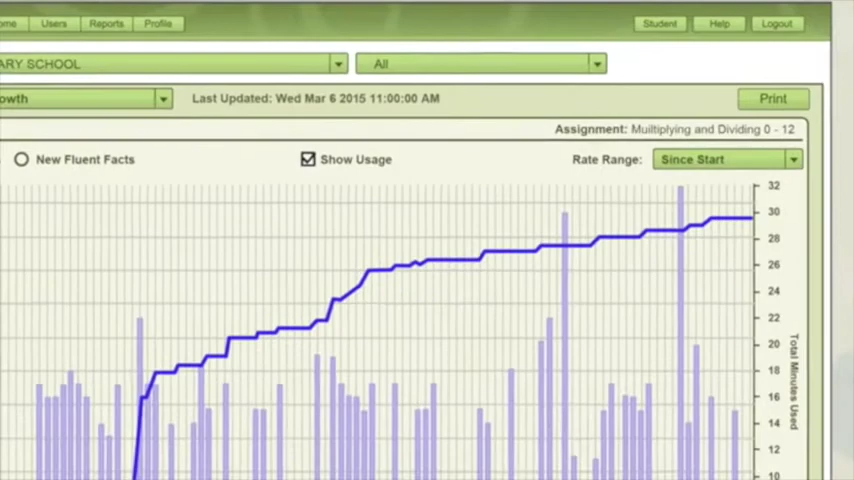 ome Users Reports Profile Student Help Logout
ARY SCHOOL All
owth Last Updated: Wed Mar 6 2015 11:00:00 AM Print
Assignment: Muiltiplying and Dividing 0 - 12
New Fluent Facts Show Usage Rate Range: Since Start
32
30
28
26
24
22
20
18
16
14
12
10
Total Minutes Used